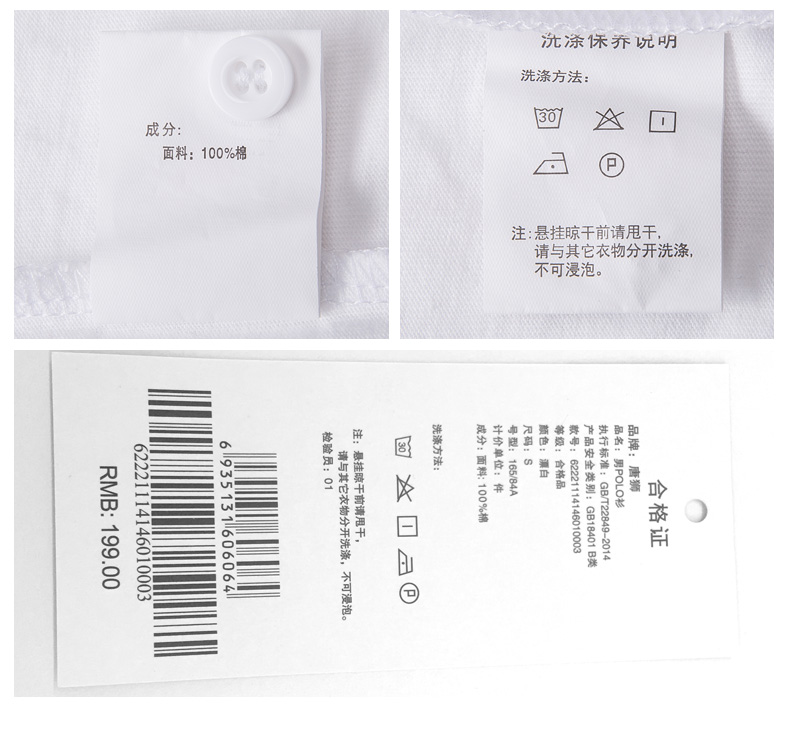 成分:
面料: 100%棉
洗涤保养说明
洗涤方法:
30
P
注: 悬挂晾干前请甩干,
请与其它衣物分开洗涤,
不可浸泡。
合格证
品牌: 唐狮
品名: 男POLO衫
执行标准: GB/T22849-2014
产品安全类别: GB18401 B类
款号: 62221114146010003
等级: 合格品
颜色: 漂白
尺码: S
号型: 165/84A
计价单位: 件
成分: 面料: 100%棉
洗涤方法:
30
P
注: 悬挂晾干前请甩干,
请与其它衣物分开洗涤, 不可浸泡。
检验员: 01
6935131606064
62221114146010003
RMB: 199.00